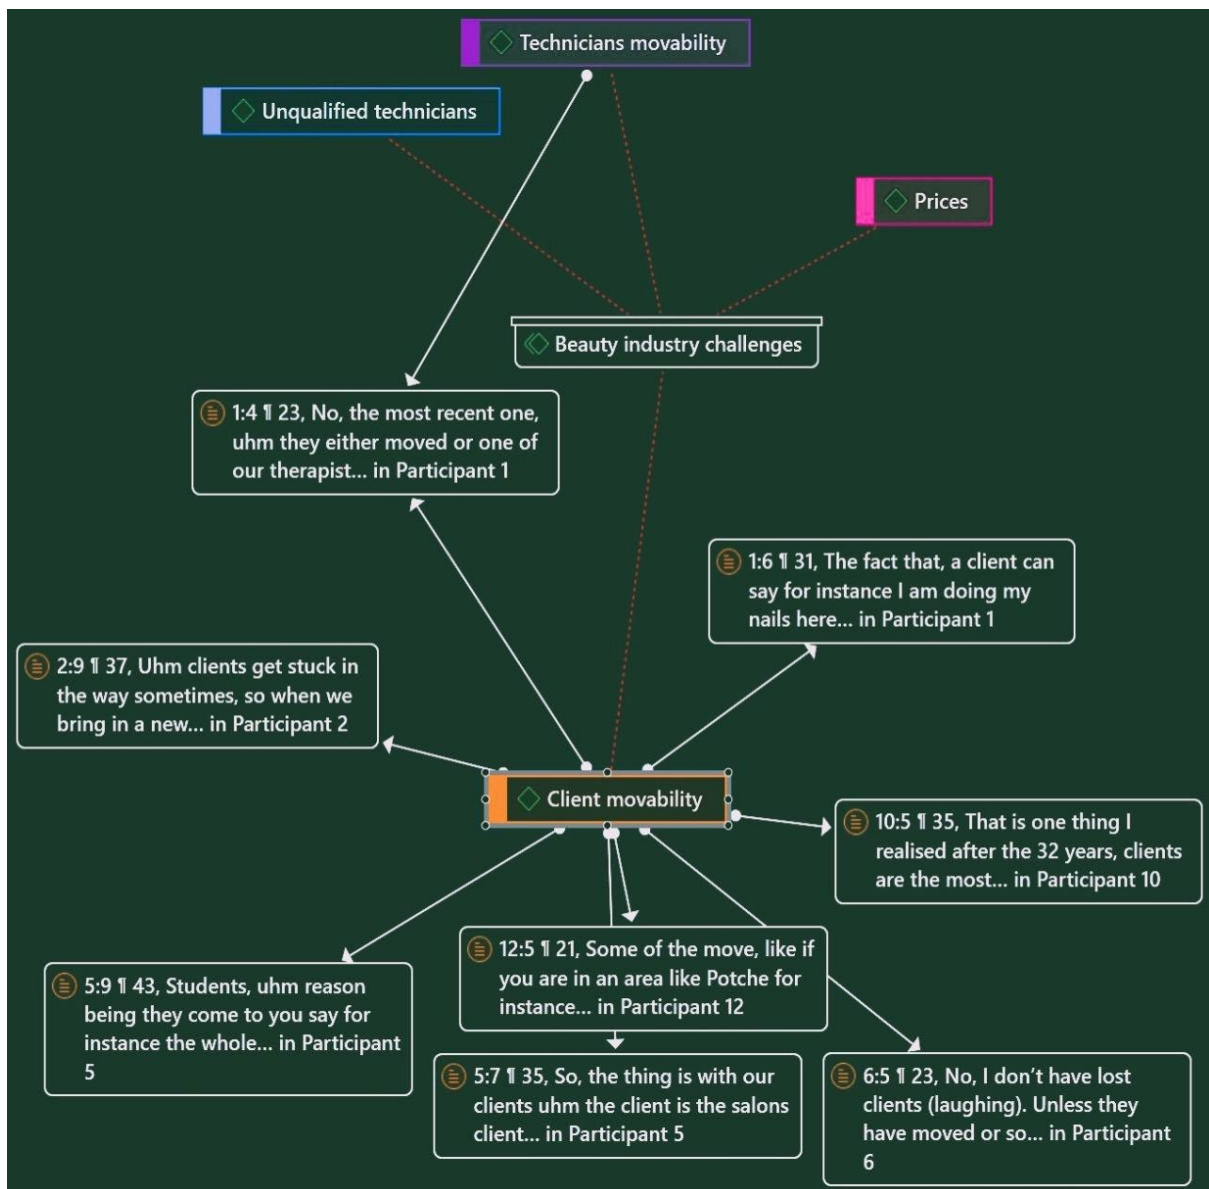 Technicians movability
Unqualified technicians
Prices
Beauty industry challenges
1:4 ¶ 23, No, the most recent one,
uhm they either moved or one of
our therapist... in Participant 1
1:6 ¶ 31, The fact that, a client can
say for instance I am doing my
nails here... in Participant 1
2:9 ¶ 37, Uhm clients get stuck in
the way sometimes, so when we
bring in a new... in Participant 2
Client movability
10:5 ¶ 35, That is one thing I
realised after the 32 years, clients
are the most... in Participant 10
12:5 ¶ 21, Some of the move, like if
you are in an area like Potche for
instance... in Participant 12
5:9 ¶ 43, Students, uhm reason
being they come to you say for
instance the whole... in Participant
5
5:7 ¶ 35, So, the thing is with our
clients uhm the client is the salons
client... in Participant 5
6:5 ¶ 23, No, I don't have lost
clients (laughing). Unless they
have moved or so... in Participant
6